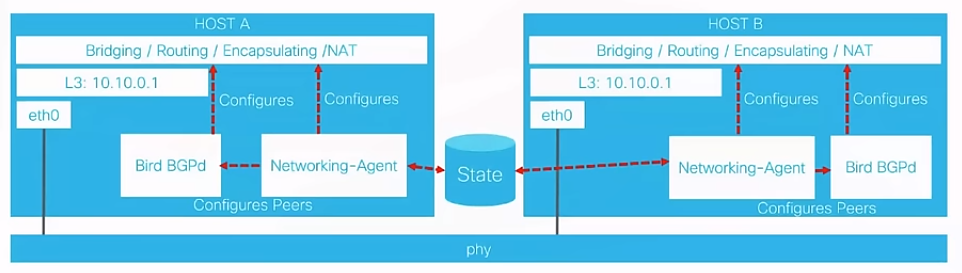 HOST A
Bridging / Routing / Encapsulating /NAT
L3: 10.10.0.1
Configures
Configures
eth0
Bird BGPd
Networking-Agent
Configures Peers
State
HOST B
Bridging / Routing / Encapsulating / NAT
L3: 10.10.0.1
Configures
Configures
eth0
Networking-Agent
Bird BGPd
Configures Peers
phy